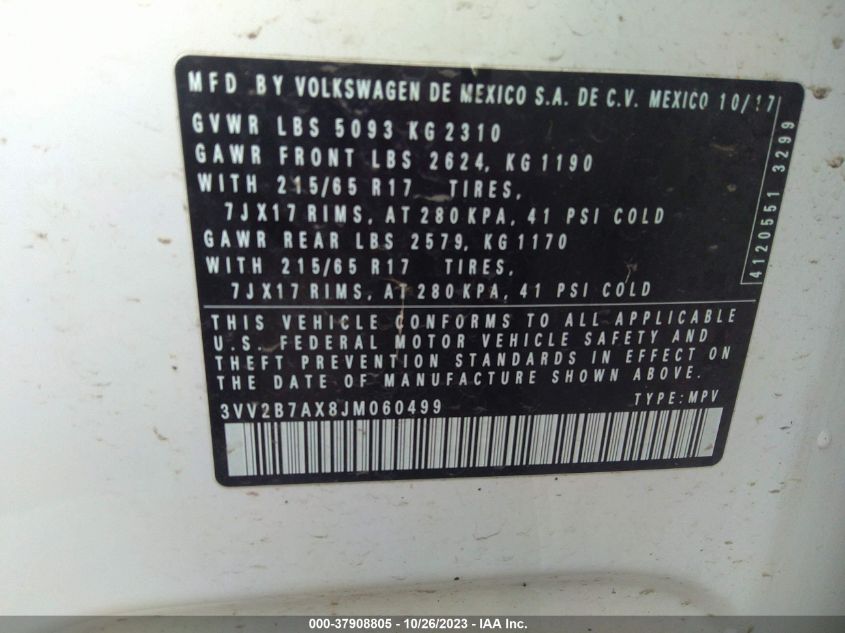 MFD BY VOLKSWAGEN DE MEXICO S.A. DE C.V. MEXICO 10/17
GVWR LBS 5093 KG 2310
GAWR FRONT LBS 2624, KG 1190
WITH 215/65 R17 TIRES,
7JX17 RIMS, AT 280 KPA, 41 PSI COLD
GAWR REAR LBS 2579, KG 1170
WITH 215/65 R17 TIRES,
7JX17 RIMS, AT 280 KPA, 41 PSI COLD
4120551 3299
THIS VEHICLE CONFORMS TO ALL APPLICABLE
U.S. FEDERAL MOTOR VEHICLE SAFETY AND
THEFT PREVENTION STANDARDS IN EFFECT ON
THE DATE OF MANUFACTURE SHOWN ABOVE.
3VV2B7AX8JM060499 TYPE: MPV
000-37908805 - 10/26/2023 - IAA Inc.